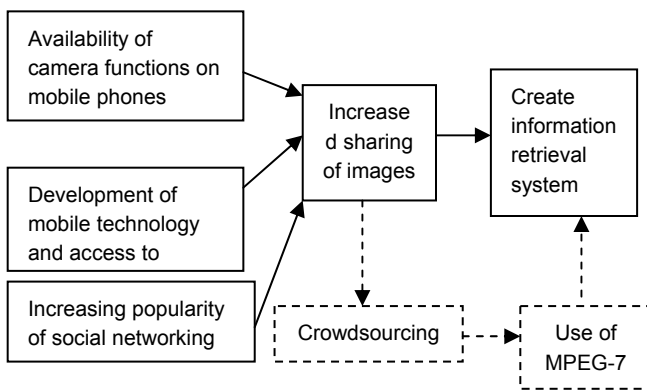 Availability of
camera functions on
mobile phones
Development of
mobile technology
and access to
Increasing popularity
of social networking
Increase
d sharing
of images
Create
information
retrieval
system
Crowdsourcing
Use of
MPEG-7